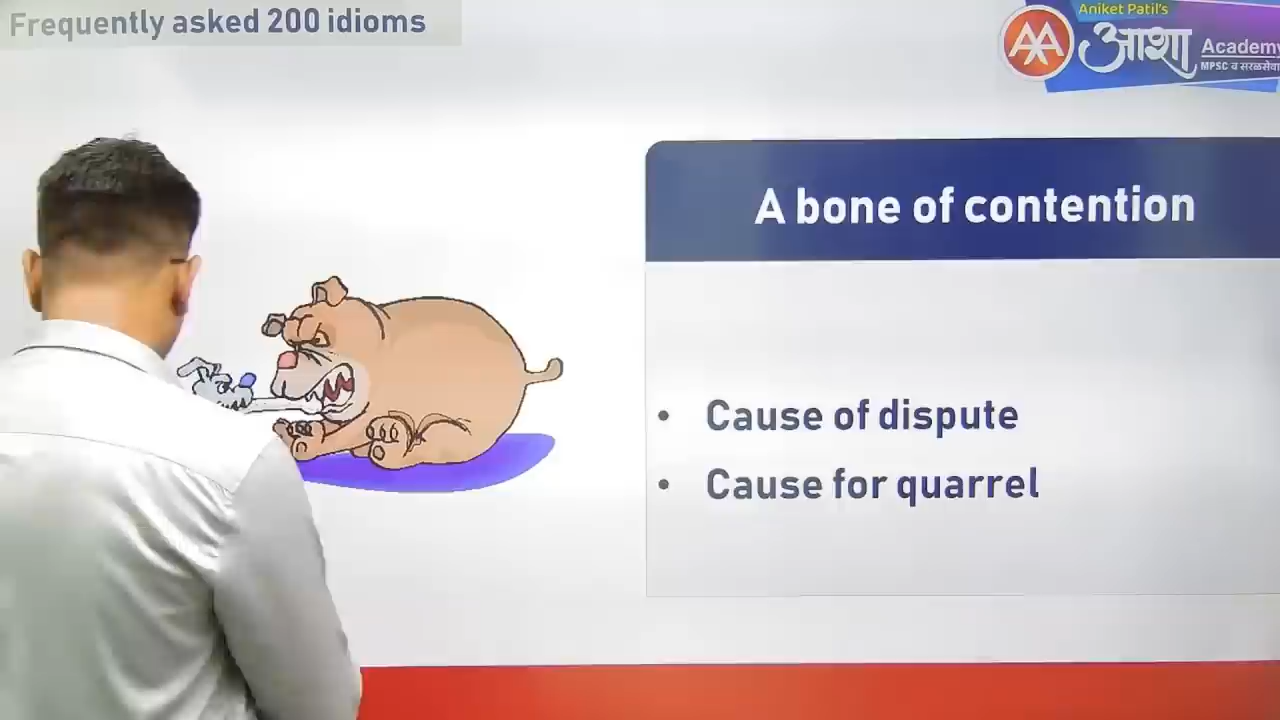 Frequently asked 200 idioms
Aniket Patil's
आशा Academy
MPSC व सरळसेवा
A bone of contention
• Cause of dispute
• Cause for quarrel